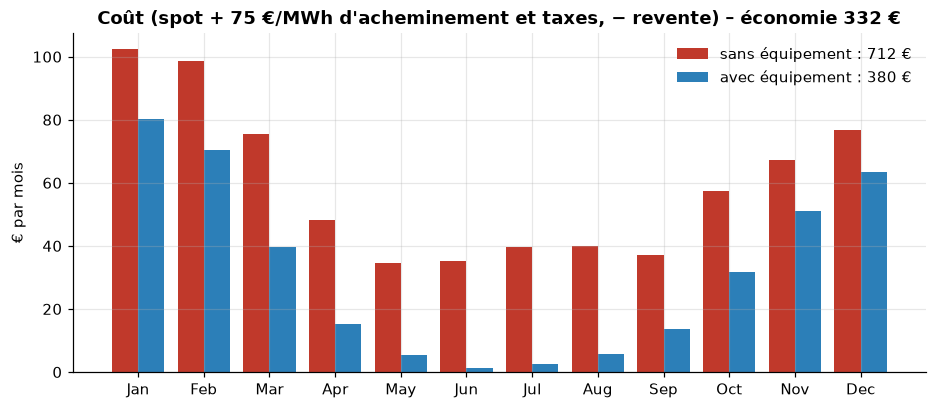 Coût (spot + 75 €/MWh d'acheminement et taxes, − revente) – économie 332 €
sans équipement : 712 €
avec équipement : 380 €
€ par mois
100
80
60
40
20
0
Jan Feb Mar Apr May Jun Jul Aug Sep Oct Nov Dec